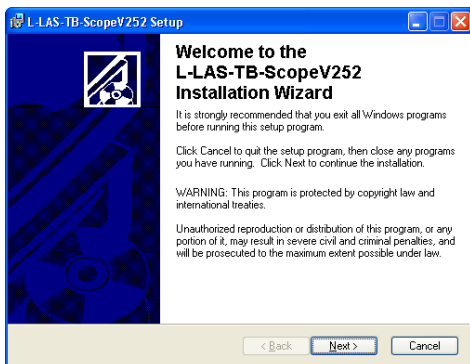 L-LAS-TB-ScopeV252 Setup
Welcome to the
L-LAS-TB-ScopeV252
Installation Wizard
It is strongly recommended that you exit all Windows programs
before running this setup program.
Click Cancel to quit the setup program, then close any programs
you have running. Click Next to continue the installation.
WARNING: This program is protected by copyright law and
international treaties.
Unauthorized reproduction or distribution of this program, or any
portion of it, may result in severe civil and criminal penalties, and
will be prosecuted to the maximum extent possible under law.
< Back Next > Cancel